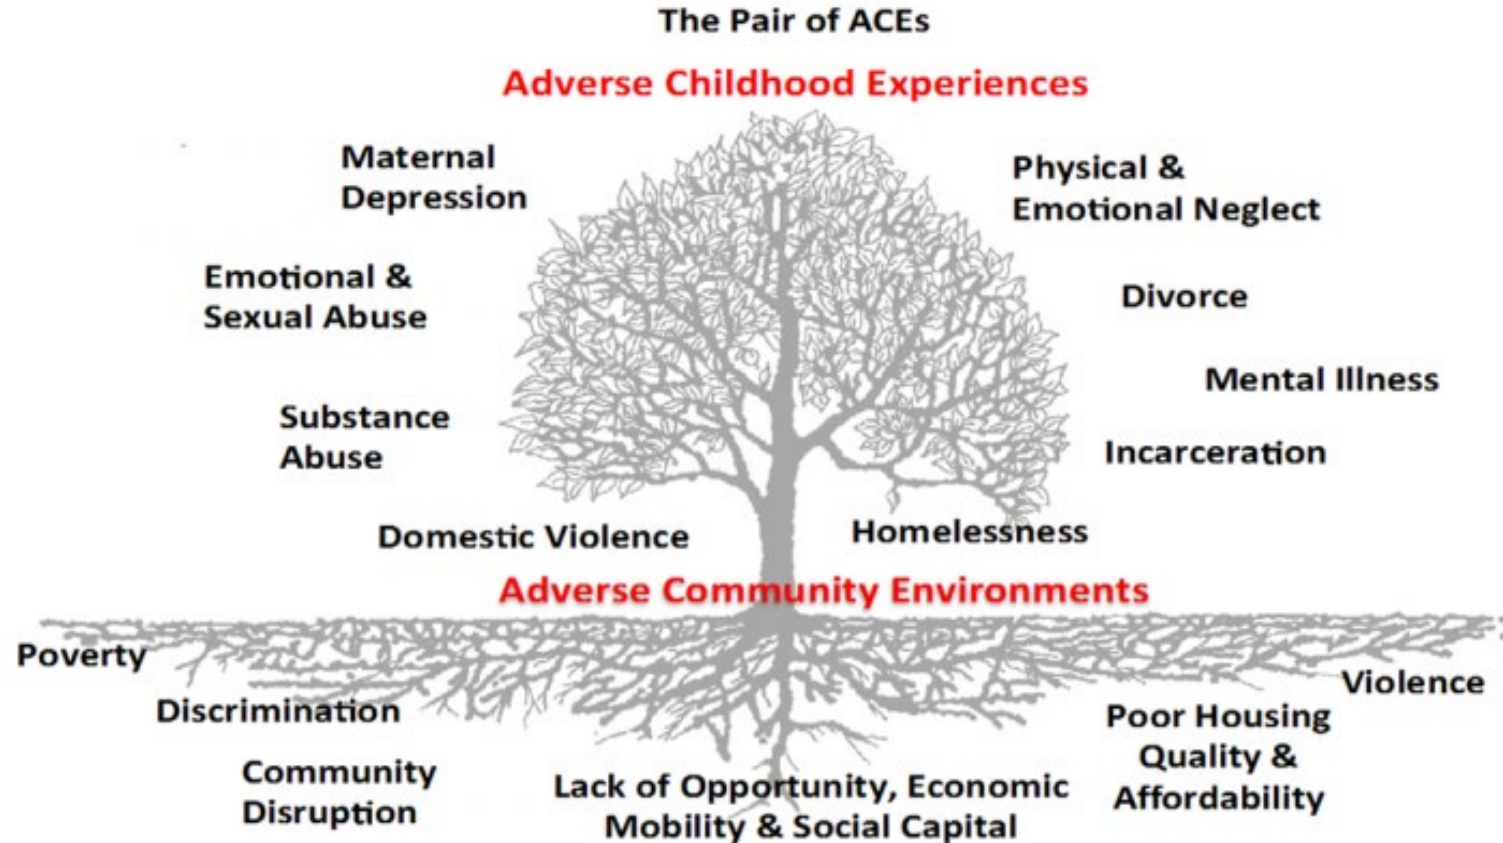 The Pair of ACEs
Adverse Childhood Experiences
Maternal
Depression
Physical &
Emotional Neglect
Emotional &
Sexual Abuse
Divorce
Mental Illness
Substance
Abuse
Incarceration
Domestic Violence
Homelessness
Adverse Community Environments
Poverty
Violence
Discrimination
Poor Housing
Quality &
Affordability
Community
Disruption
Lack of Opportunity, Economic
Mobility & Social Capital